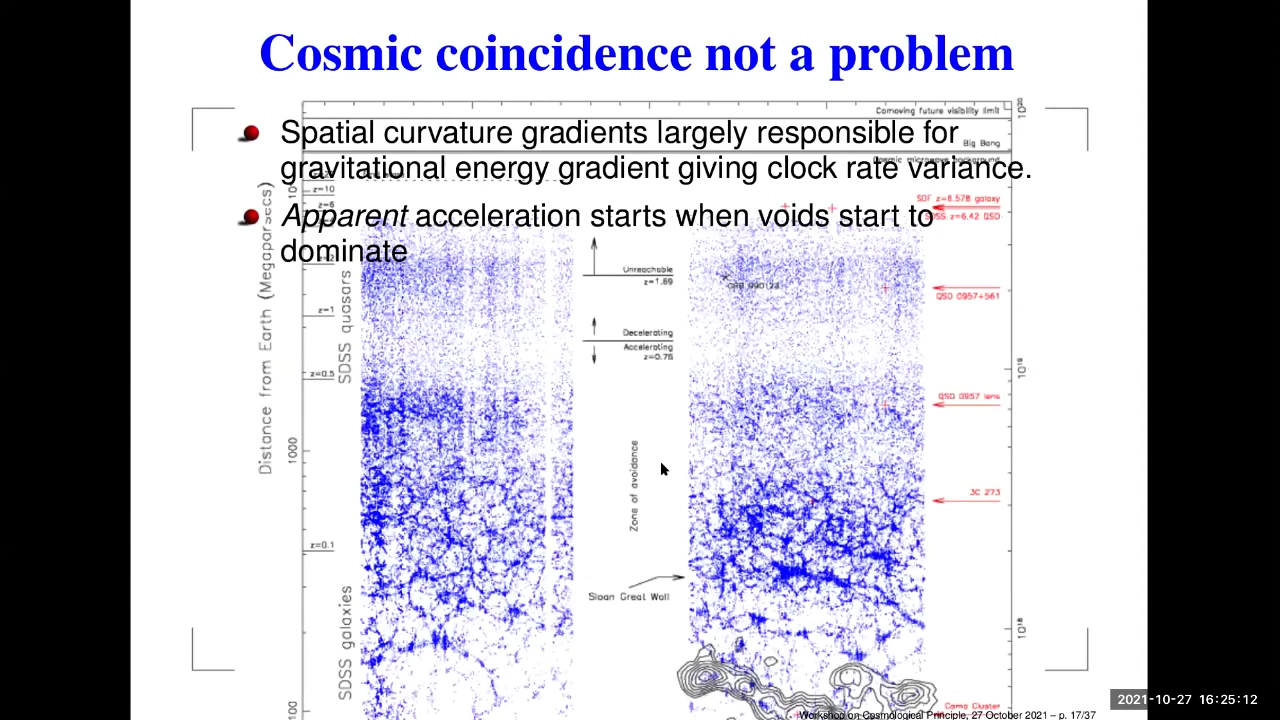 Cosmic coincidence not a problem
Comoving future visibility limit
Spatial curvature gradients largely responsible for
Big Bang
gravitational energy gradient giving clock rate variance.
z=10
z=6
SDF z=6.578 galaxy
Apparent acceleration starts when voids start to
SDSS z=6.42 QSO
dominate
Distance from Earth (Megaparsecs)
SDSS quasars
Unreachable
z=1.69
QSO 0957+561
z=1
Decelerating
Accelerating
z=0.76
z=0.5
QSO 0957 lens
1000
Zone of avoidance
3C 273
z=0.1
Sloan Great Wall
SDSS galaxies
100
Coma Cluster
Workshop on Cosmological Principle, 27 October 2021 – p. 17/37
2021-10-27 16:25:12